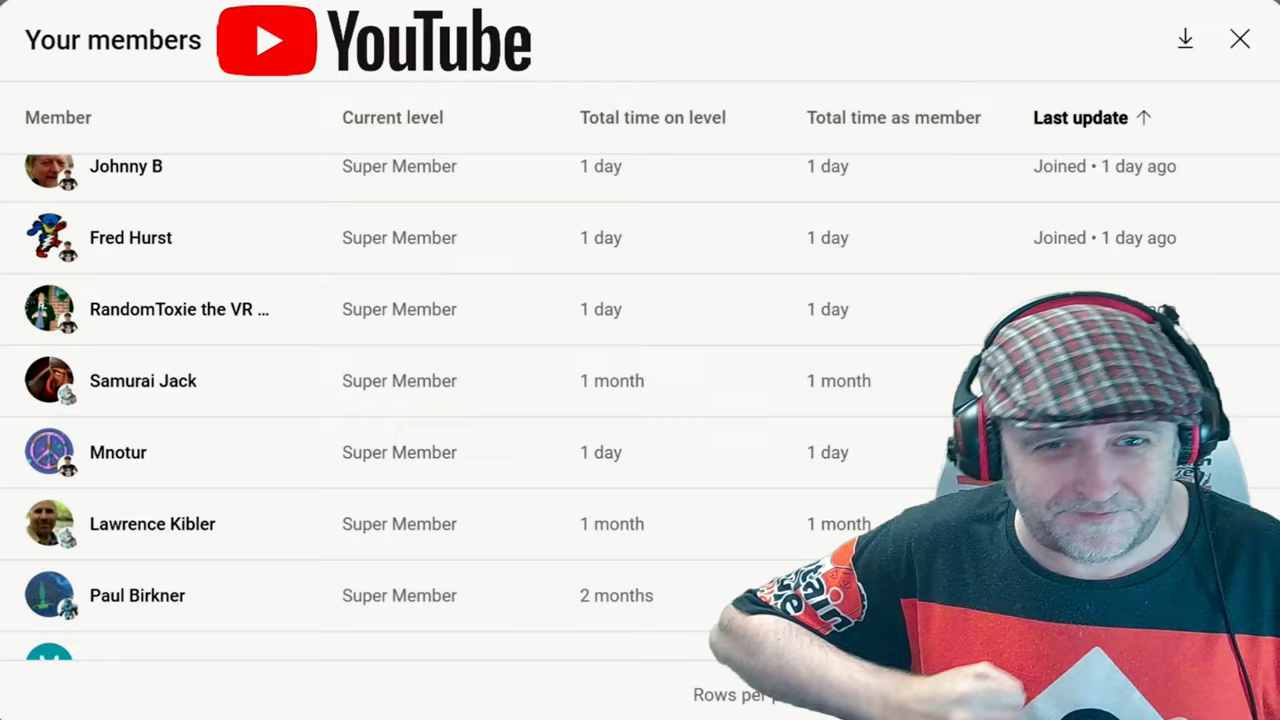 Your members YouTube
Member Current level Total time on level Total time as member Last update
Johnny B Super Member 1 day 1 day Joined • 1 day ago
Fred Hurst Super Member 1 day 1 day Joined • 1 day ago
RandomToxie the VR ... Super Member 1 day 1 day
Samurai Jack Super Member 1 month 1 month
Mnotur Super Member 1 day 1 day
Lawrence Kibler Super Member 1 month 1 month
Paul Birkner Super Member 2 months
Rows per